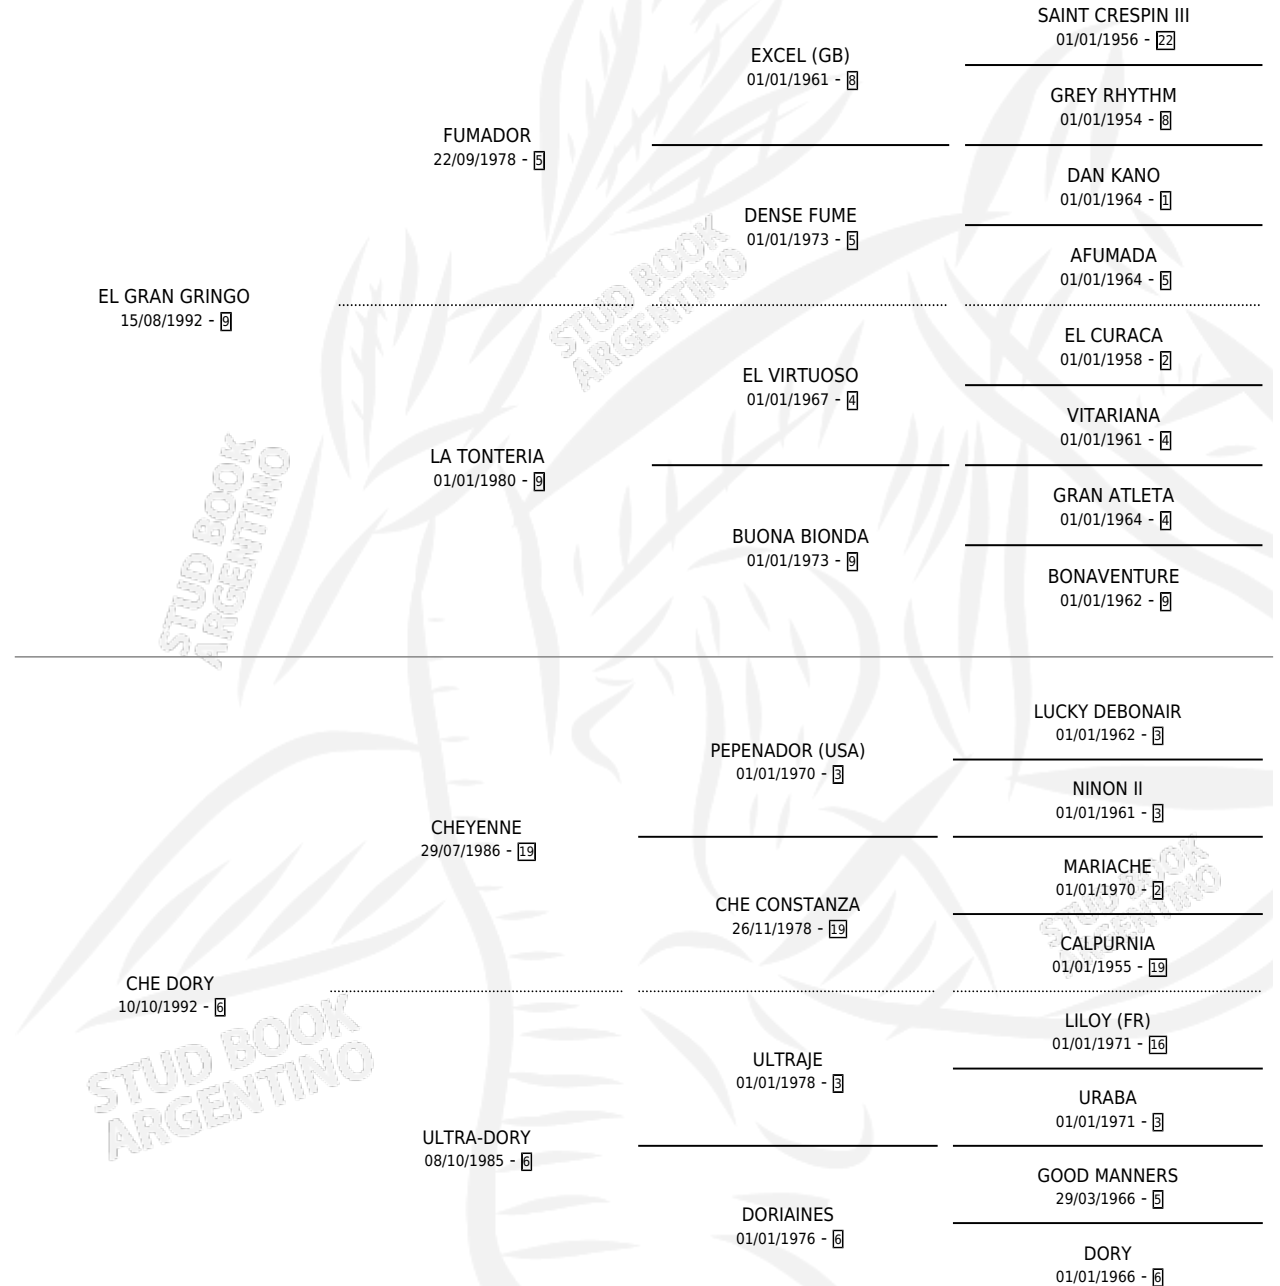 SAINT CRESPIN III
01/01/1956 - 22
EXCEL (GB)
01/01/1961 - 8
GREY RHYTHM
01/01/1954 - 8
FUMADOR
22/09/1978 - 5
DAN KANO
01/01/1964 - 1
DENSE FUME
01/01/1973 - 5
AFUMADA
01/01/1964 - 5
EL GRAN GRINGO
15/08/1992 - 9
EL CURACA
01/01/1958 - 2
EL VIRTUOSO
01/01/1967 - 4
VITARIANA
01/01/1961 - 4
LA TONTERIA
01/01/1980 - 9
GRAN ATLETA
01/01/1964 - 4
BUONA BIONDA
01/01/1973 - 9
BONAVENTURE
01/01/1962 - 9
LUCKY DEBONAIR
01/01/1962 - 3
PEPENADOR (USA)
01/01/1970 - 3
NINON II
01/01/1961 - 3
CHEYENNE
29/07/1986 - 19
MARIACHE
01/01/1970 - 2
CHE CONSTANZA
26/11/1978 - 19
CALPURNIA
01/01/1955 - 19
CHE DORY
10/10/1992 - 6
LILOY (FR)
01/01/1971 - 16
ULTRAJE
01/01/1978 - 3
URABA
01/01/1971 - 3
ULTRA-DORY
08/10/1985 - 6
GOOD MANNERS
29/03/1966 - 5
DORIAINES
01/01/1976 - 6
DORY
01/01/1966 - 6
STUD BOOK
ARGENTINO
STUD BOOK
ARGENTINO
STUD BOOK
ARGENTINO
STUD BOOK
ARGENTINO